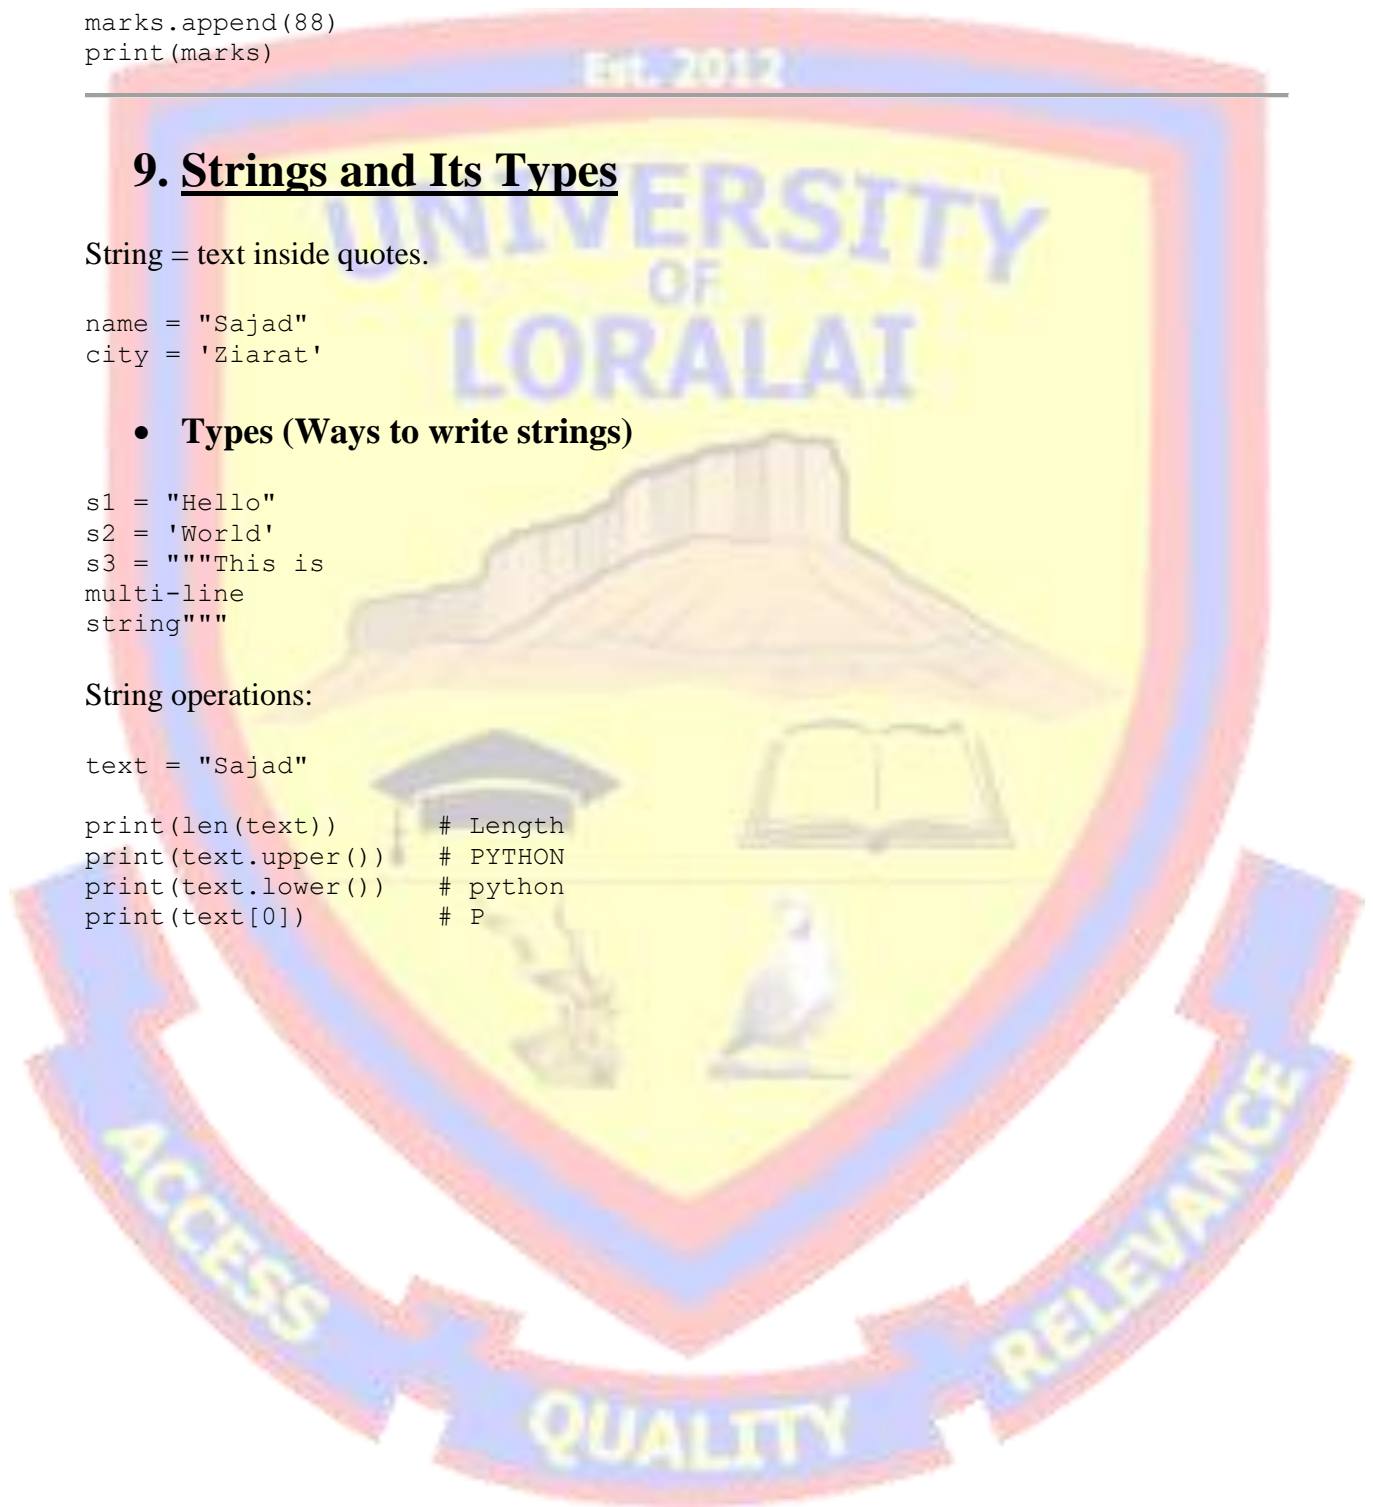 marks.append(88)
print(marks)
Est. 2012
9. Strings and Its Types
UNIVERSITY
OF
LORALAI
String = text inside quotes.
name = "Sajad"
city = 'Ziarat'
• Types (Ways to write strings)
s1 = "Hello"
s2 = 'World'
s3 = """This is
multi-line
string"""
String operations:
text = "Sajad"
print(len(text))       # Length
print(text.upper())    # PYTHON
print(text.lower())    # python
print(text[0])         # P
ACCESS
QUALITY
RELEVANCE